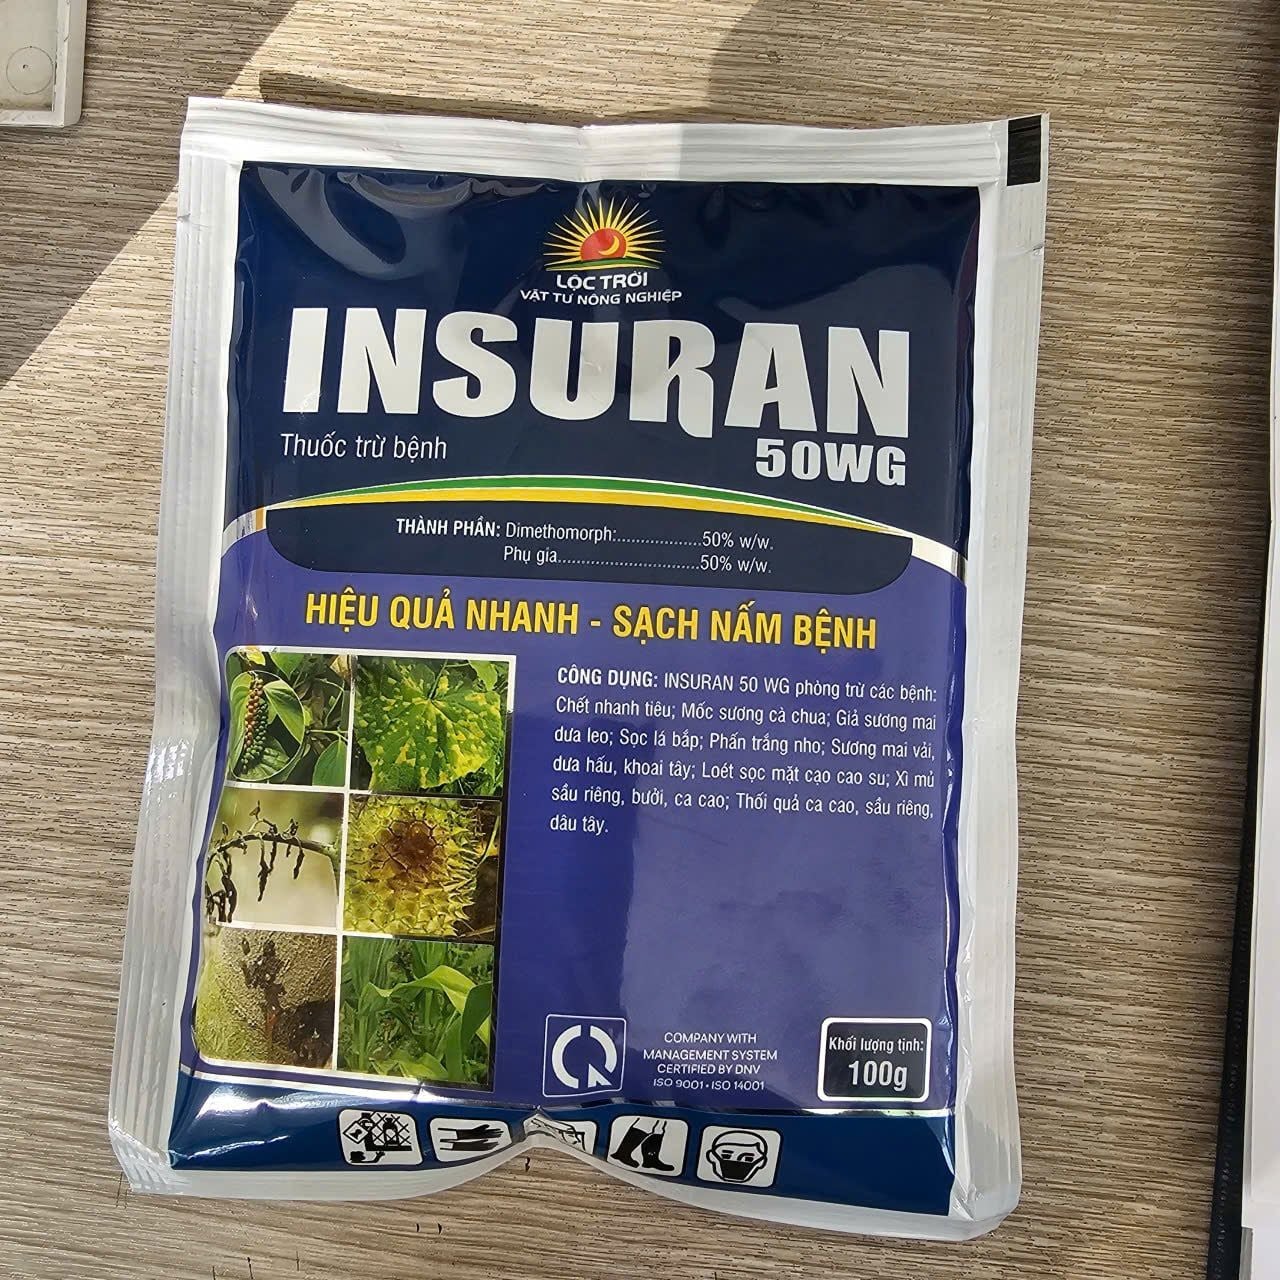 LỘC TRỜI
VẬT TƯ NÔNG NGHIỆP
INSURAN
Thuốc trừ bệnh
50WG
THÀNH PHẦN: Dimethomorph:...................50% w/w.
Phụ gia..............................50% w/w.
HIỆU QUẢ NHANH - SẠCH NẤM BỆNH
CÔNG DỤNG: INSURAN 50 WG phòng trừ các bệnh:
Chết nhanh tiêu; Mốc sương cà chua; Giả sương mai
dưa leo; Sọc lá bắp; Phấn trắng nho; Sương mai vải,
dưa hấu, khoai tây; Loét sọc mặt cạo cao su; Xì mủ
sầu riêng, bưởi, ca cao; Thối quả ca cao, sầu riêng,
dâu tây.
COMPANY WITH
MANAGEMENT SYSTEM
CERTIFIED BY DNV
ISO 9001 • ISO 14001
Khối lượng tịnh:
100g